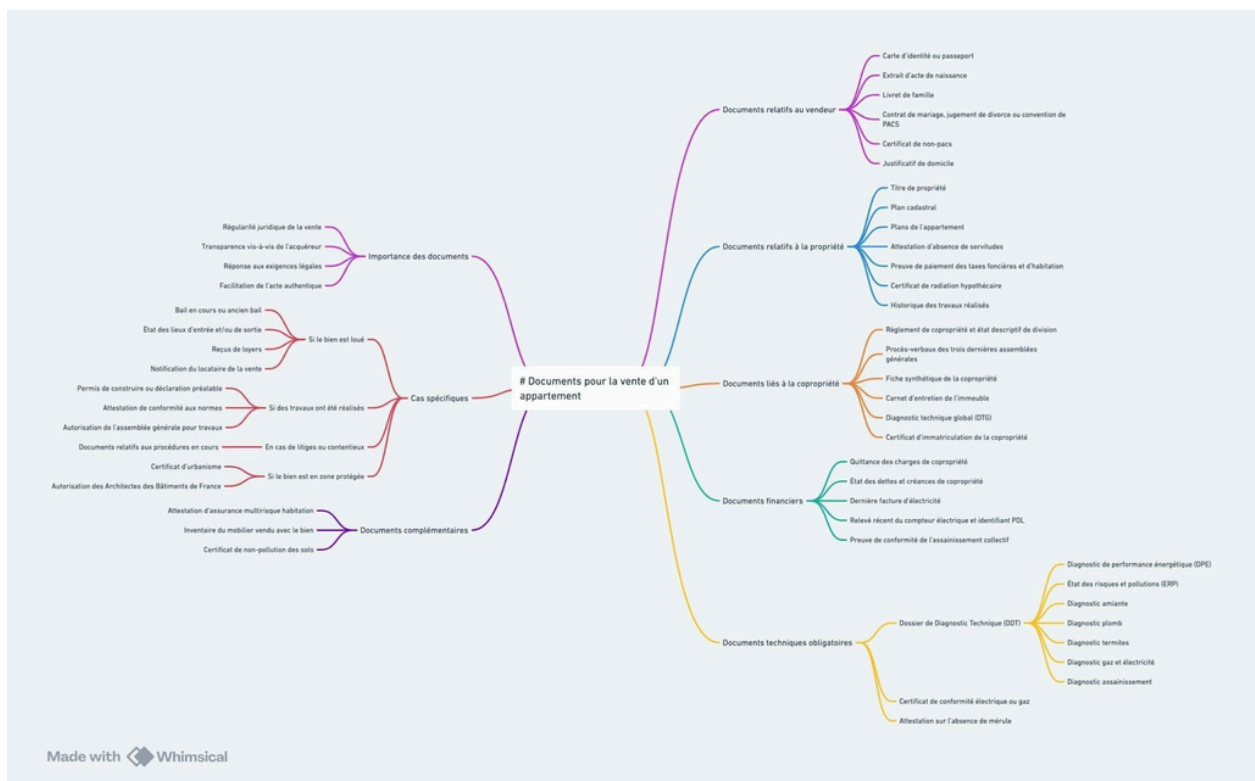 # Documents pour la vente d'un
appartement
Documents relatifs au vendeur
Carte d'identité ou passeport
Extrait d'acte de naissance
Livret de famille
Contrat de mariage, jugement de divorce ou convention de
PACS
Certificat de non-pacs
Justificatif de domicile
Documents relatifs à la propriété
Titre de propriété
Plan cadastral
Plans de l'appartement
Attestation d'absence de servitudes
Preuve de paiement des taxes foncières et d'habitation
Certificat de radiation hypothécaire
Historique des travaux réalisés
Documents liés à la copropriété
Règlement de copropriété et état descriptif de division
Procès-verbaux des trois dernières assemblées
générales
Fiche synthétique de la copropriété
Carnet d'entretien de l'immeuble
Diagnostic technique global (DTG)
Certificat d'immatriculation de la copropriété
Documents financiers
Quittance des charges de copropriété
État des dettes et créances de copropriété
Dernière facture d'électricité
Relevé récent du compteur électrique et identifiant PDL
Preuve de conformité de l'assainissement collectif
Documents techniques obligatoires
Dossier de Diagnostic Technique (DDT)
Diagnostic de performance énergétique (DPE)
État des risques et pollutions (ERP)
Diagnostic amiante
Diagnostic plomb
Diagnostic termites
Diagnostic gaz et électricité
Diagnostic assainissement
Certificat de conformité électrique ou gaz
Attestation sur l'absence de mérule
Importance des documents
Régularité juridique de la vente
Transparence vis-à-vis de l'acquéreur
Réponse aux exigences légales
Facilitation de l'acte authentique
Cas spécifiques
Si le bien est loué
Bail en cours ou ancien bail
État des lieux d'entrée et/ou de sortie
Reçus de loyers
Notification du locataire de la vente
Si des travaux ont été réalisés
Permis de construire ou déclaration préalable
Attestation de conformité aux normes
Autorisation de l'assemblée générale pour travaux
En cas de litiges ou contentieux
Documents relatifs aux procédures en cours
Si le bien est en zone protégée
Certificat d'urbanisme
Autorisation des Architectes des Bâtiments de France
Documents complémentaires
Attestation d'assurance multirisque habitation
Inventaire du mobilier vendu avec le bien
Certificat de non-pollution des sols
Made with Whimsical